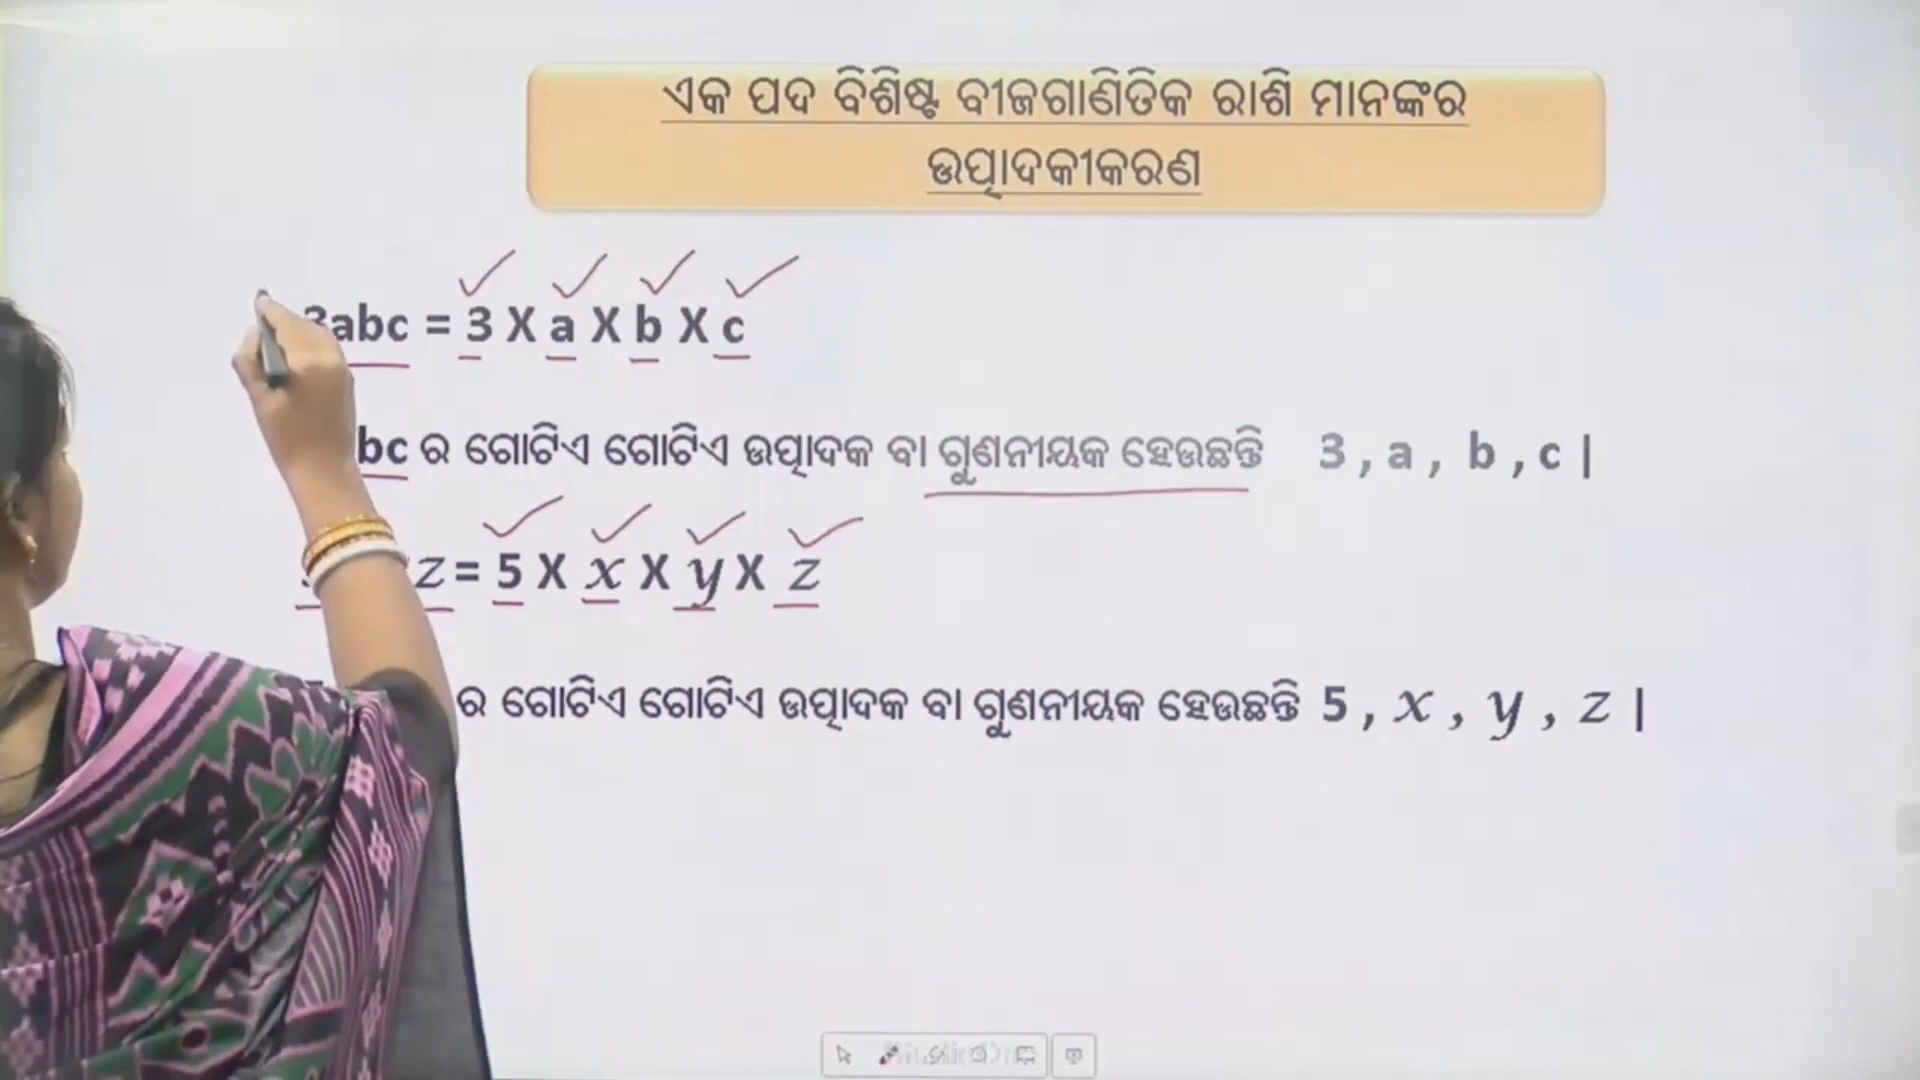 ଏକ ପଦ ବିଶିଷ୍ଟ ବୀଜଗାଣିତିକ ରାଶି ମାନଙ୍କର
ଉତ୍ପାଦକୀକରଣ
3abc = 3 X a X b X c
bc ର ଗୋଟିଏ ଗୋଟିଏ ଉତ୍ପାଦକ ବା ଗୁଣନୀୟକ ହେଉଛନ୍ତି 3 , a , b , c |
z = 5 X x X y X z
ର ଗୋଟିଏ ଗୋଟିଏ ଉତ୍ପାଦକ ବା ଗୁଣନୀୟକ ହେଉଛନ୍ତି 5 , x , y , z |